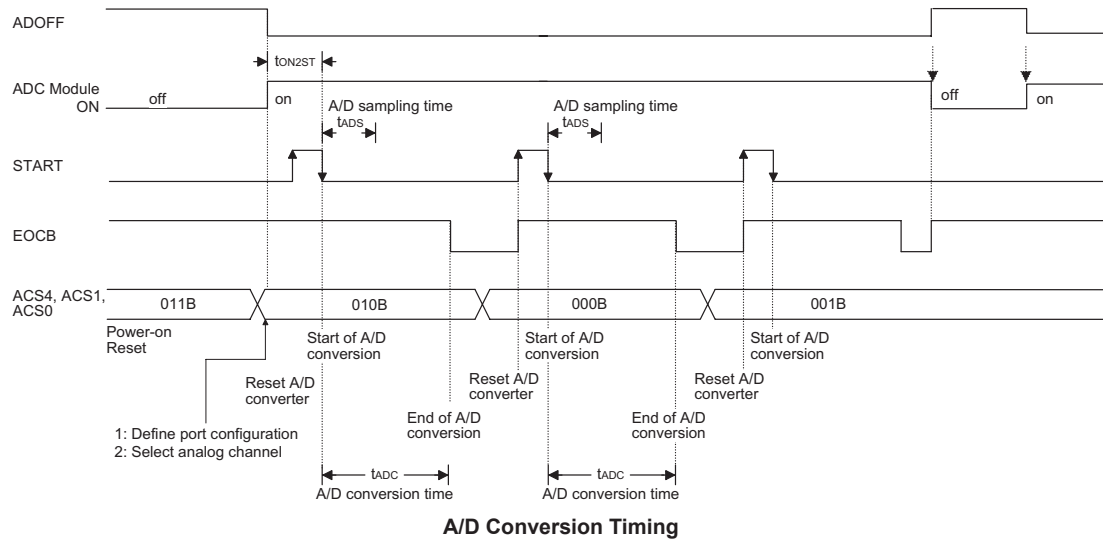 ADOFF
tON2ST
ADC Module
ON
off
on
off
on
A/D sampling time
tADS
A/D sampling time
tADS
START
EOCB
ACS4, ACS1,
ACS0
011B
010B
000B
001B
Power-on
Reset
Start of A/D
conversion
Start of A/D
conversion
Start of A/D
conversion
Reset A/D
converter
Reset A/D
converter
Reset A/D
converter
End of A/D
conversion
End of A/D
conversion
1: Define port configuration
2: Select analog channel
tADC
A/D conversion time
tADC
A/D conversion time
A/D Conversion Timing